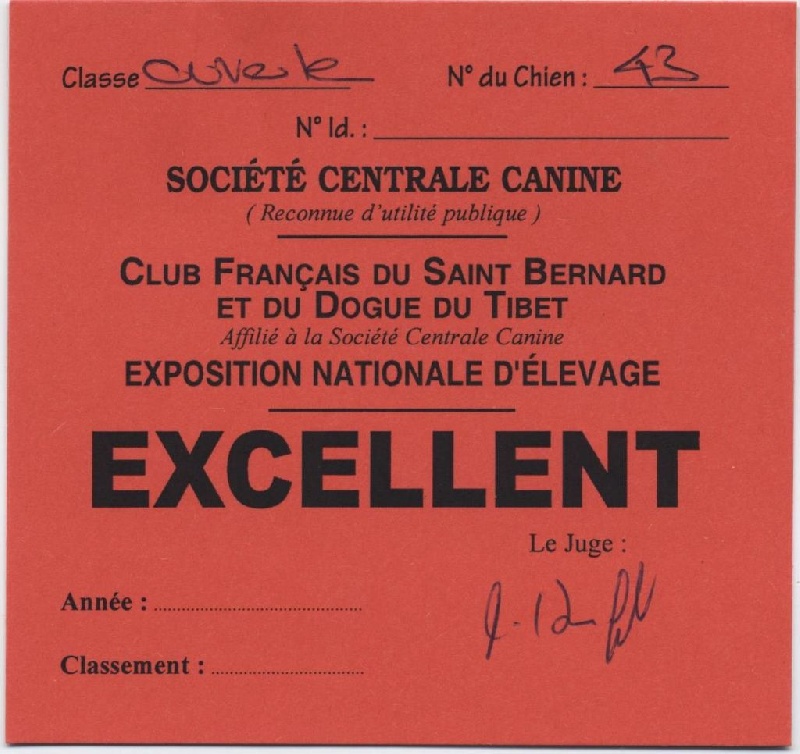 Classe ouverte N° du Chien : 43
N° Id. :
SOCIÉTÉ CENTRALE CANINE
( Reconnue d'utilité publique )
CLUB FRANÇAIS DU SAINT BERNARD
ET DU DOGUE DU TIBET
Affilié à la Société Centrale Canine
EXPOSITION NATIONALE D'ÉLEVAGE
EXCELLENT
Le Juge :
Année :
Classement :